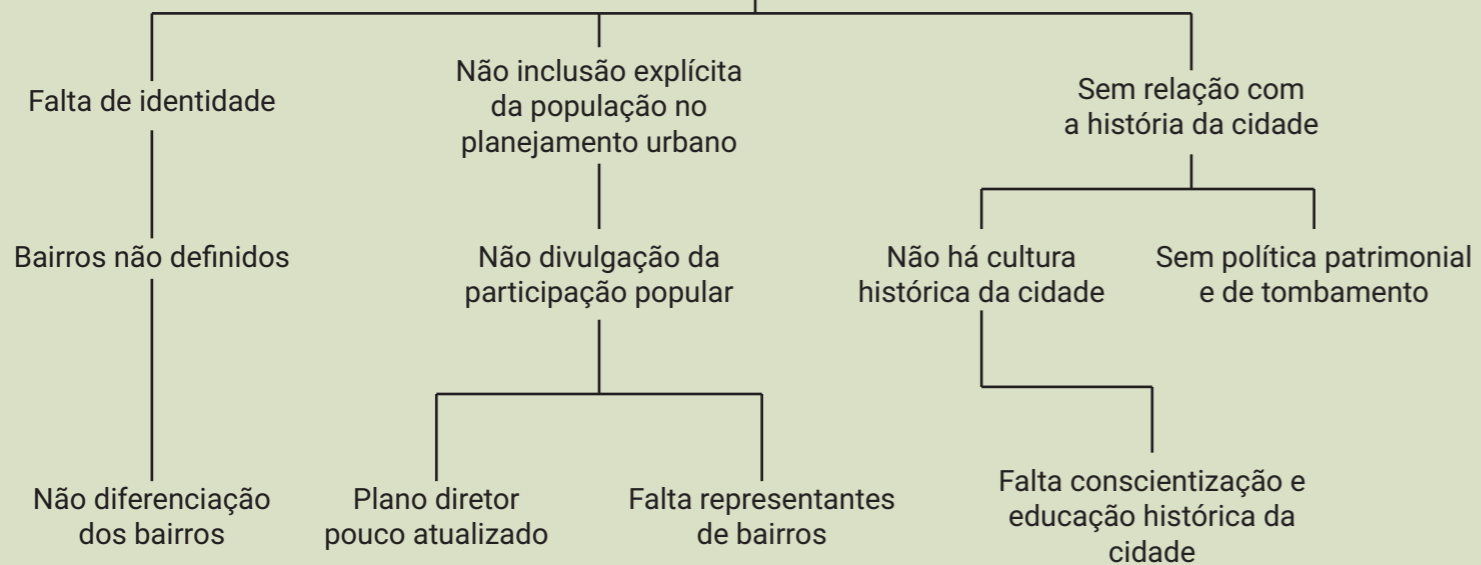 Falta de identidade
Não inclusão explícita
da população no
planejamento urbano
Sem relação com
a história da cidade
Bairros não definidos
Não divulgação da
participação popular
Não há cultura
histórica da cidade
Sem política patrimonial
e de tombamento
Não diferenciação
dos bairros
Plano diretor
pouco atualizado
Falta representantes
de bairros
Falta conscientização e
educação histórica da
cidade